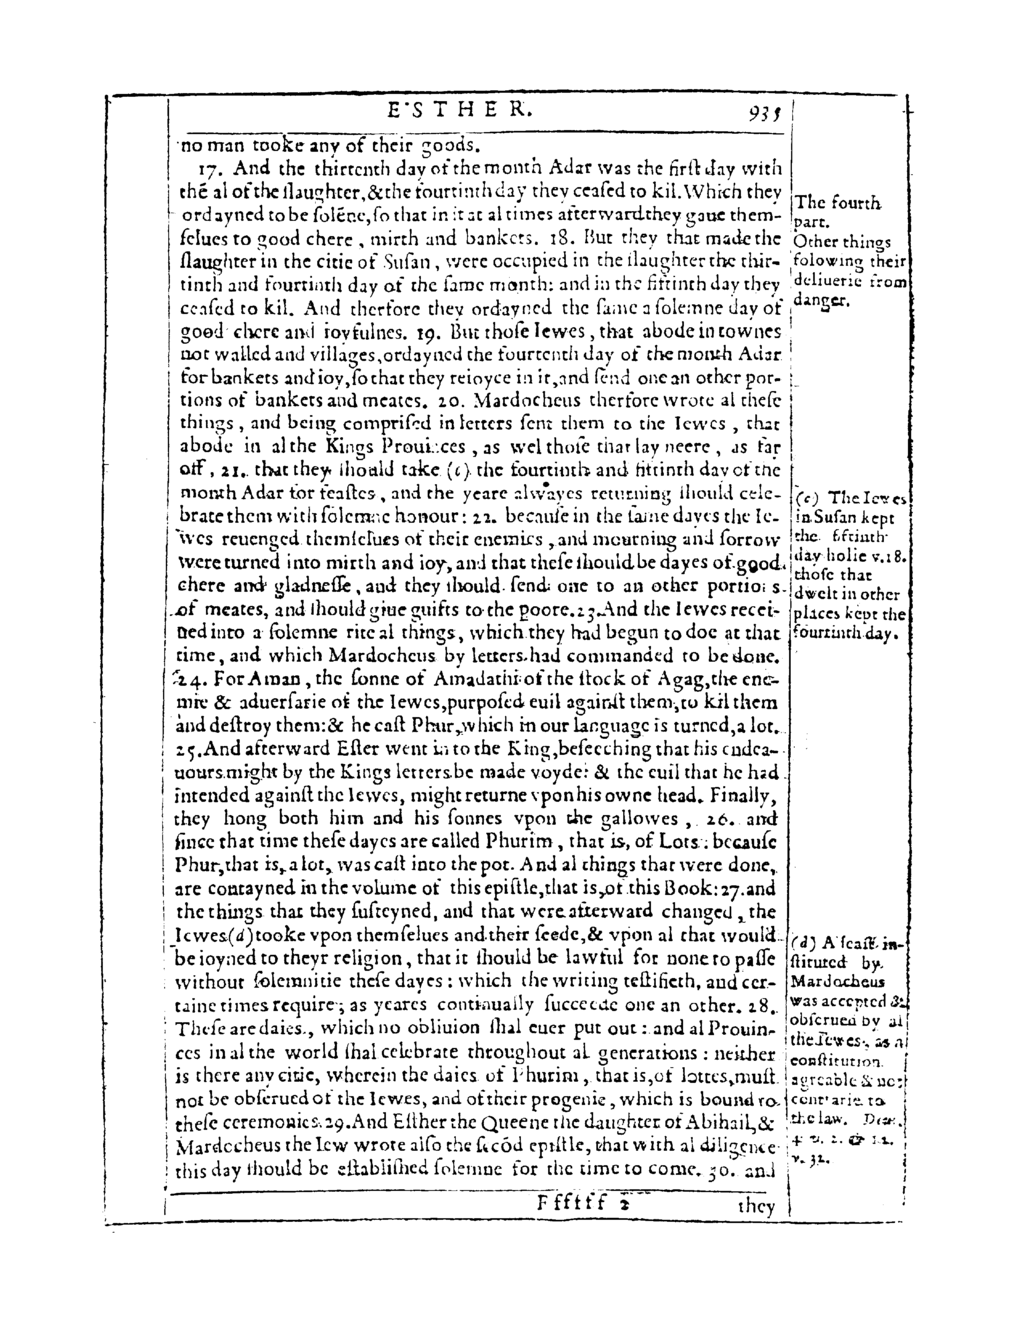 E'STHER. 935
no man tooke any of their goods.
17. And the thirtenth day of the month Adar was the first day with
thē al of the slaughter,&the fourtinth day they ceased to kil. Which they
ordayned to be solēne, so that in it at al times afterward they gaue them-
selues to good chere, mirth and bankets. 18. But they that made the
slaughter in the citie of Susan, were occupied in the slaughter the thir-
tinth and fourtinth day of the same month: and in the fiftinth day they
ceased to kil. And therfore they ordayned the same a solemne day of
good chere and ioyfulnes. 19. But those Iewes, that abode in townes
not walled and villages, ordayned the fourtenth day of the month Adar
for bankets and ioy, so that they reioyce in it, and send one an other por-
tions of bankets and meates. 20. Mardocheus therfore wrote al these
things, and being comprised in letters sent them to the Iewes, that
abode in al the Kings Prouinces, as wel those that lay neere, as far
off, 21. that they should take (c) the fourtinth and fiftinth day of the
month Adar for feastes, and the yeare alwayes returning should cele-
brate them with solemne honour: 22. because in the same dayes the Ie-
wes reuenged themselues of their enemies, and mourning and sorrow
were turned into mirth and ioy, and that these should be dayes of good
chere and gladnesse, and they should send one to an other portions
of meates, and should giue guifts to the poore. 23. And the Iewes recei-
ued into a solemne rite al things, which they had begun to doe at that
time, and which Mardocheus by letters had commanded to be done.
24. For Aman, the sonne of Amadathi of the stock of Agag, the ene-
mie & aduersarie of the Iewes, purposed euil against them, to kil them
and destroy them: & he cast Phur, which in our language is turned, a lot.
25. And afterward Ester went in to the King, beseeching that his endea-
uours might by the Kings letters be made voyde: & the euil that he had
intended against the Iewes, might returne vpon his owne head. Finally,
they hong both him and his sonnes vpon the gallowes, 26. and
since that time these dayes are called Phurim, that is, of Lots: because
Phur, that is, a lot, was cast into the pot. And al things that were done,
are contayned in the volume of this epistle, that is, of this Book: 27. and
the things that they susteyned, and that were afterward changed, the
Iewes (d) tooke vpon themselues and their seede, & vpon al that would
be ioyned to theyr religion, that it should be lawful for none to passe
without solemnitie these dayes: which the writing testifieth, and cer-
taine times require, as yeares continually succeede one an other. 28.
These are daies, which no obliuion shal euer put out: and al Prouin-
ces in al the world shal celebrate throughout al generations: neither
is there any citie, wherein the daies of Phurim, that is, of lottes, must
not be obserued of the Iewes, and of their progenie, which is bound to
these ceremonies. 29. And Esther the Queene the daughter of Abihail, &
Mardocheus the Iew wrote also the secōd epistle, that with al diligence
this day should be established solemne for the time to come. 30. and
Ffffff 2 they
The fourth
part.
Other things
folowing their
deliuerie from
danger.
(c) The Iewes
in Susan kept
the fiftinth
day holie v.18.
those that
dwelt in other
places kept the
fourtinth day.
(d) A feast in-
stituted by
Mardocheus
was accepted &
obserued by al
the Iewes, as a
constitution
agreable & not
contrarie to
the law. Deu.
4 v. 2. & 12.
v. 32.